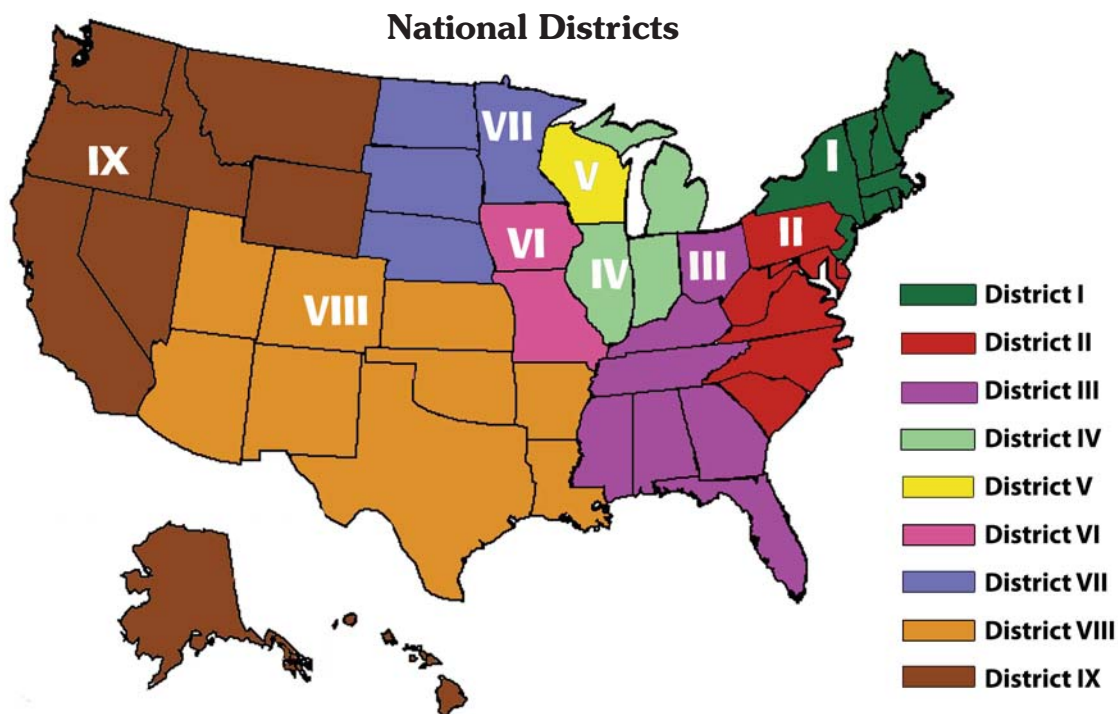 National Districts
I
VII
IX
V
II
VI
IV
III
VIII
District I
District II
District III
District IV
District V
District VI
District VII
District VIII
District IX